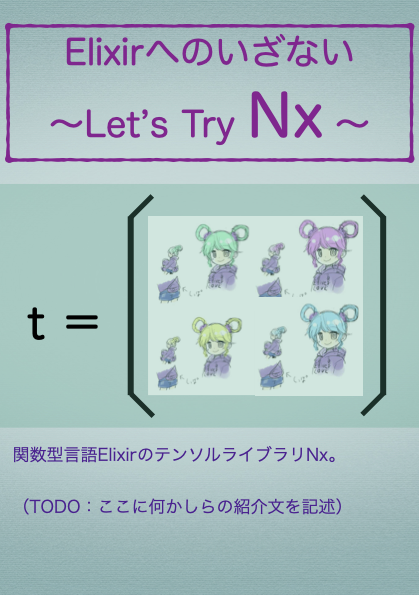 Elixirへのいざない
〜Let's Try Nx 〜
t =
関数型言語ElixirのテンソルライブラリNx。
（TODO：ここに何かしらの紹介文を記述）